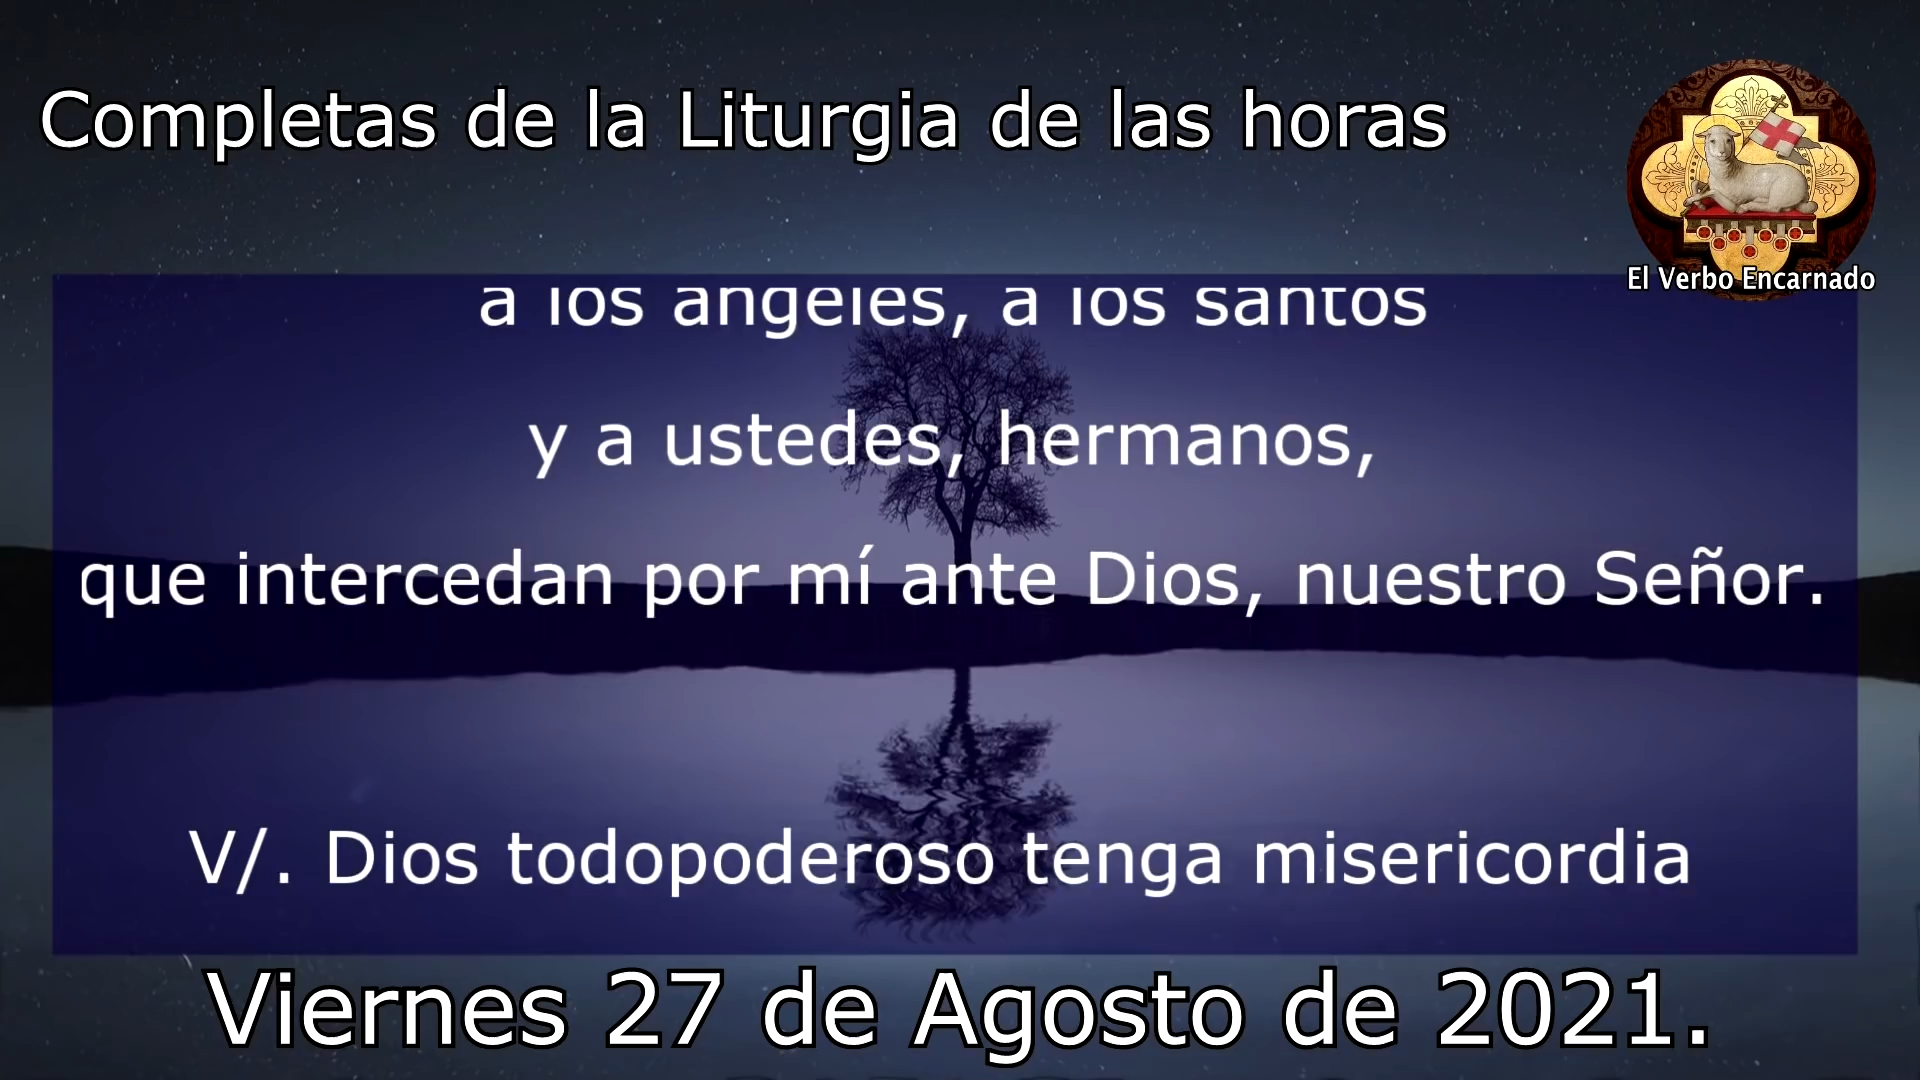 Completas de la Liturgia de las horas
El Verbo Encarnado
a los ángeles, a los santos
y a ustedes, hermanos,
que intercedan por mí ante Dios, nuestro Señor.
V/. Dios todopoderoso tenga misericordia
Viernes 27 de Agosto de 2021.